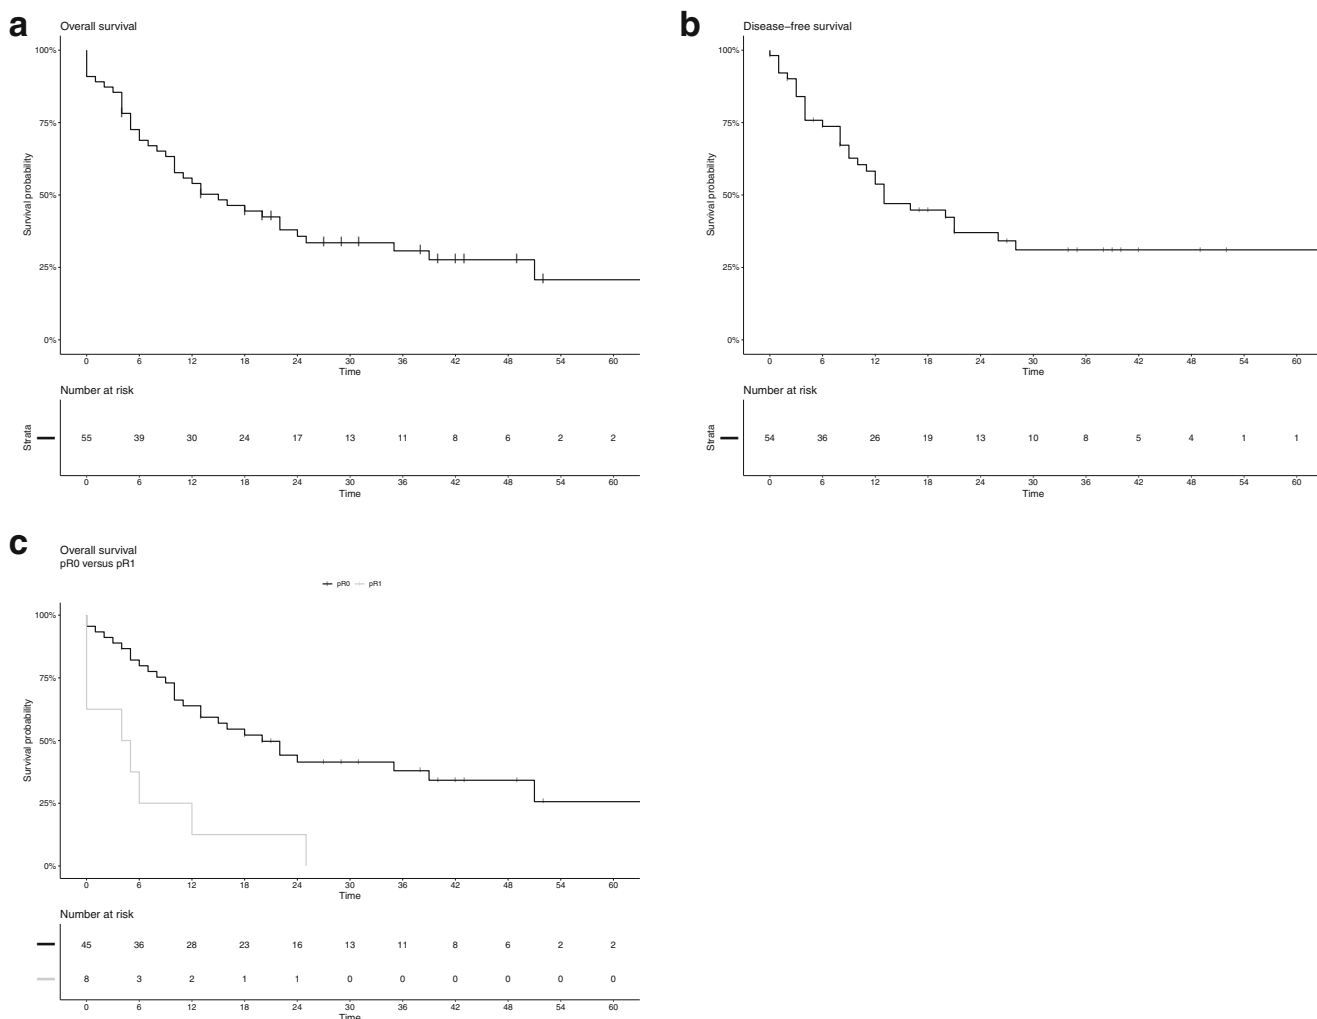 a
Overall survival
100%
75%
50%
25%
0%
Survival probability
0 6 12 18 24 30 36 42 48 54 60
Time
Number at risk
Strata
55 39 30 24 17 13 11 8 6 2 2
0 6 12 18 24 30 36 42 48 54 60
Time
b
Disease–free survival
100%
75%
50%
25%
0%
Survival probability
0 6 12 18 24 30 36 42 48 54 60
Time
Number at risk
Strata
54 36 26 19 13 10 8 5 4 1 1
0 6 12 18 24 30 36 42 48 54 60
Time
c
Overall survival
pR0 versus pR1
pR0 pR1
100%
75%
50%
25%
0%
Survival probability
0 6 12 18 24 30 36 42 48 54 60
Time
Number at risk
45 36 28 23 16 13 11 8 6 2 2
8 3 2 1 1 0 0 0 0 0 0
0 6 12 18 24 30 36 42 48 54 60
Time